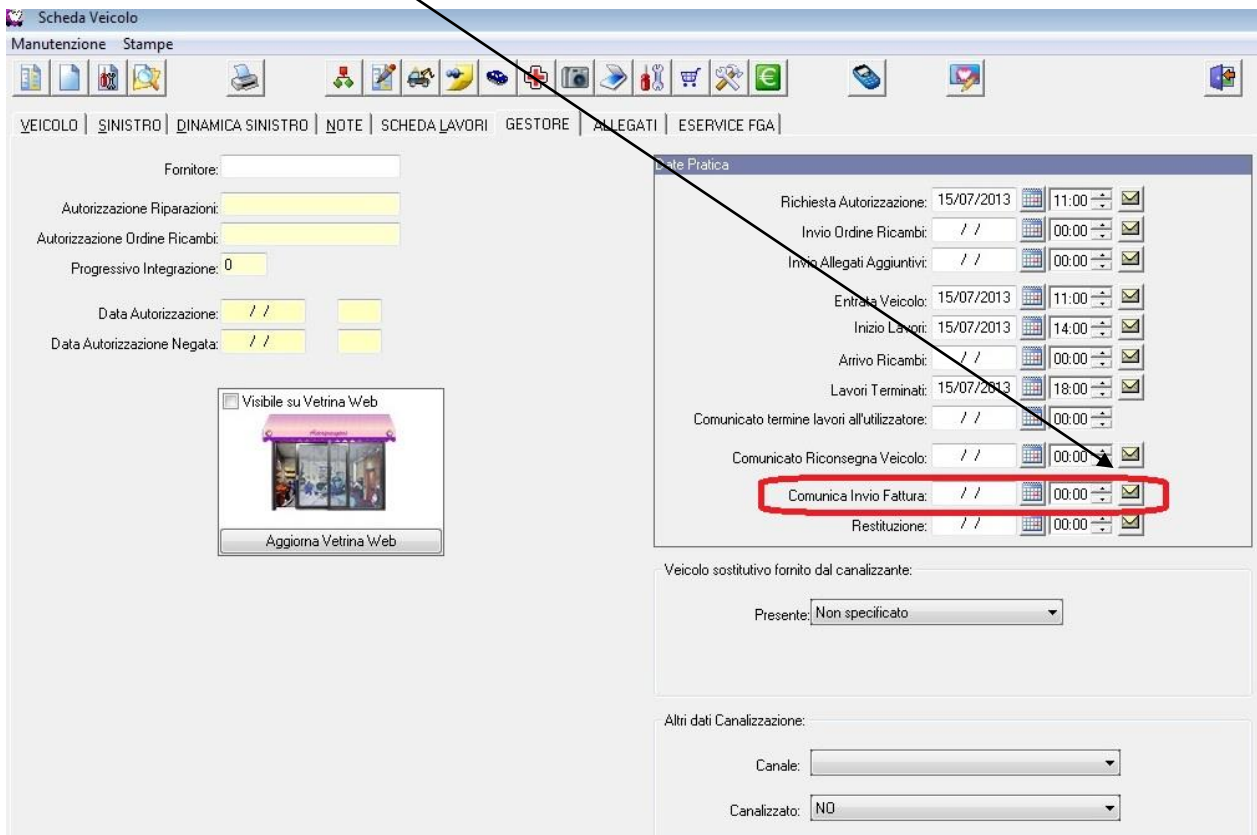 Scheda Veicolo
Manutenzione Stampe
VEICOLO SINISTRO DINAMICA SINISTRO NOTE SCHEDA LAVORI GESTORE ALLEGATI ESERVICE FGA
Fornitore:
Autorizzazione Riparazioni:
Autorizzazione Ordine Ricambi:
Progressivo Integrazione: 0
Data Autorizzazione: / /
Data Autorizzazione Negata: / /
Visibile su Vetrina Web
Aggiorna Vetrina Web
Date Pratica
Richiesta Autorizzazione: 15/07/2013 11:00
Invio Ordine Ricambi: / / 00:00
Invio Allegati Aggiuntivi: / / 00:00
Entrata Veicolo: 15/07/2013 11:00
Inizio Lavori: 15/07/2013 14:00
Arrivo Ricambi: / / 00:00
Lavori Terminati: 15/07/2013 18:00
Comunicato termine lavori all'utilizzatore: / / 00:00
Comunicato Riconsegna Veicolo: / / 00:00
Comunica Invio Fattura: / / 00:00
Restituzione: / / 00:00
Veicolo sostitutivo fornito dal canalizzante:
Presente: Non specificato
Altri dati Canalizzazione:
Canale:
Canalizzato: NO